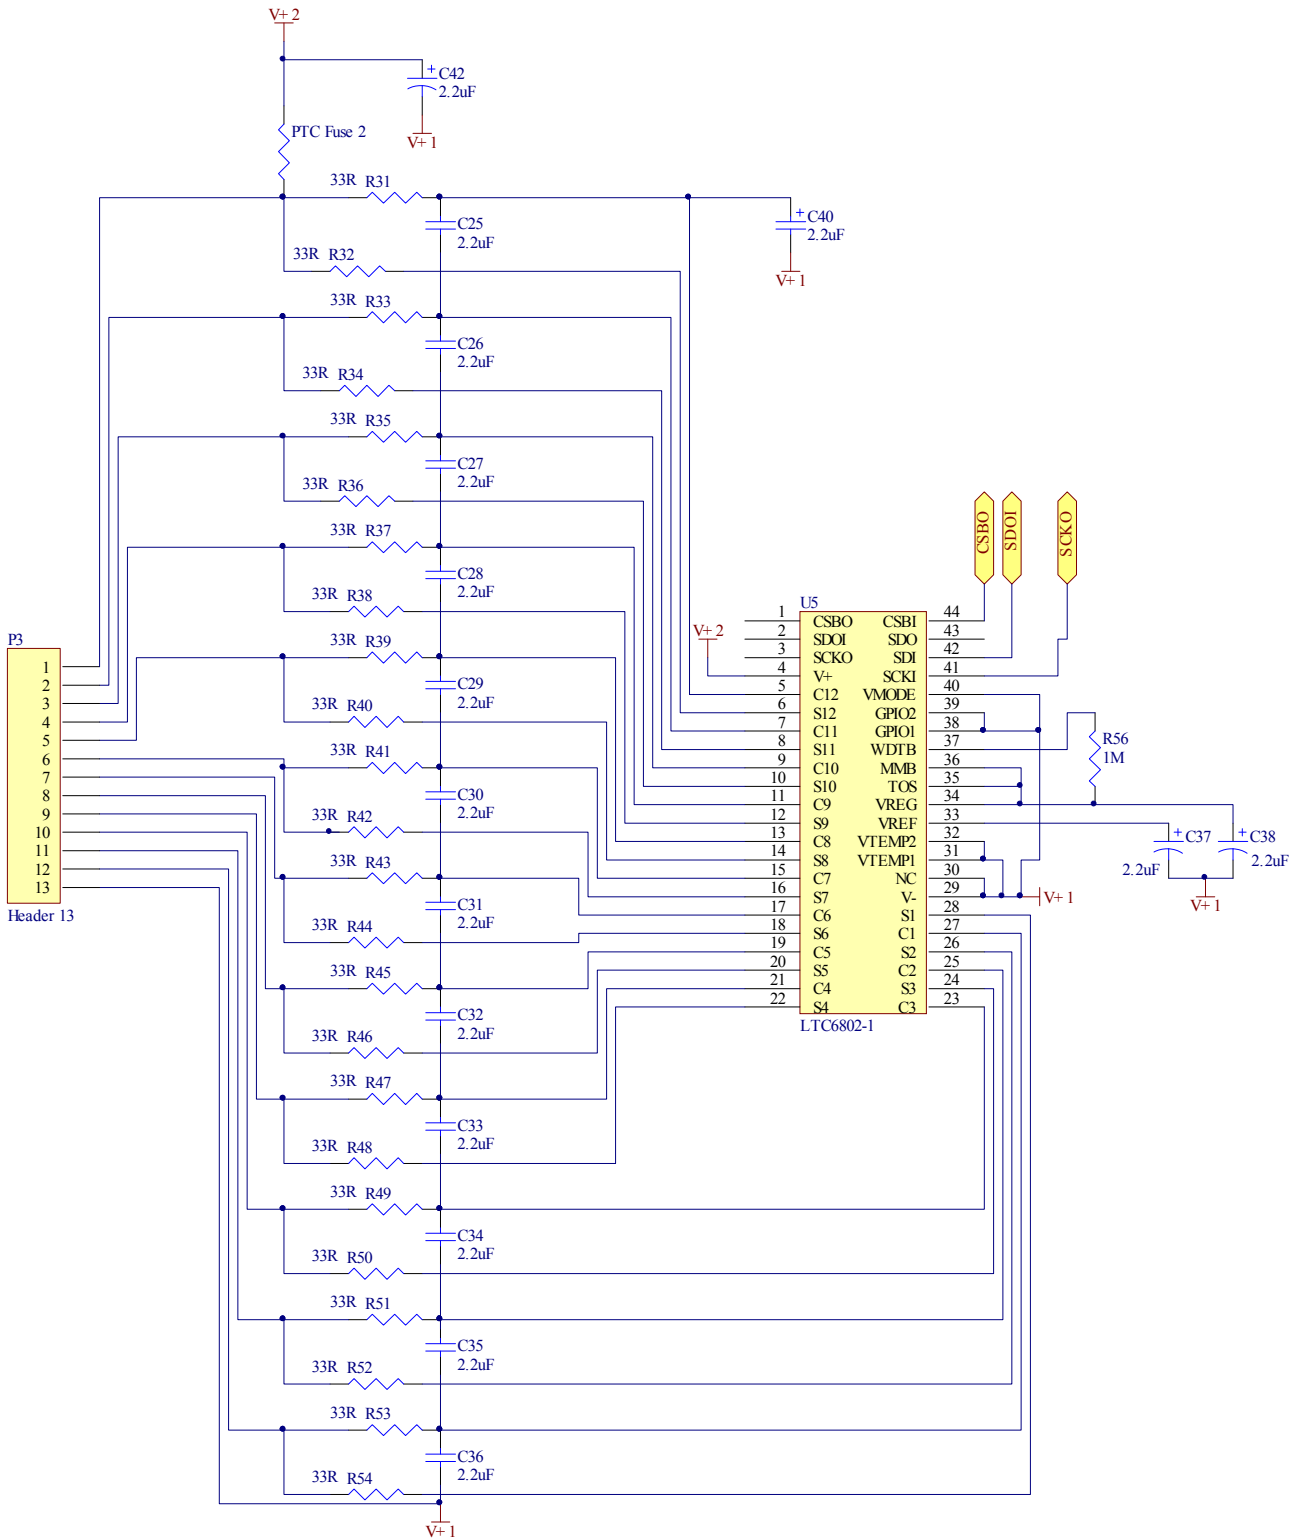 V+2
C42
2.2uF
V+1
PTC Fuse 2
33R R31
C25
2.2uF
C40
2.2uF
V+1
33R R32
33R R33
C26
2.2uF
33R R34
33R R35
C27
2.2uF
33R R36
33R R37
C28
2.2uF
33R R38
33R R39
C29
2.2uF
33R R40
33R R41
C30
2.2uF
33R R42
33R R43
C31
2.2uF
33R R44
33R R45
C32
2.2uF
33R R46
33R R47
C33
2.2uF
33R R48
33R R49
C34
2.2uF
33R R50
33R R51
C35
2.2uF
33R R52
33R R53
C36
2.2uF
33R R54
V+1
P3
1
2
3
4
5
6
7
8
9
10
11
12
13
Header 13
CSBO
SDOI
SCKO
V+2
U5
1 CSBO CSBI 44
2 SDOI SDO 43
3 SCKO SDI 42
4 V+ SCKI 41
5 C12 VMODE 40
6 S12 GPIO2 39
7 C11 GPIO1 38
8 S11 WDTB 37
9 C10 MMB 36
10 S10 TOS 35
11 C9 VREG 34
12 S9 VREF 33
13 C8 VTEMP2 32
14 S8 VTEMP1 31
15 C7 NC 30
16 S7 V- 29
17 C6 S1 28
18 S6 C1 27
19 C5 S2 26
20 S5 C2 25
21 C4 S3 24
22 S4 C3 23
LTC6802-1
R56
1M
C37
2.2uF
C38
2.2uF
V+1
V+1